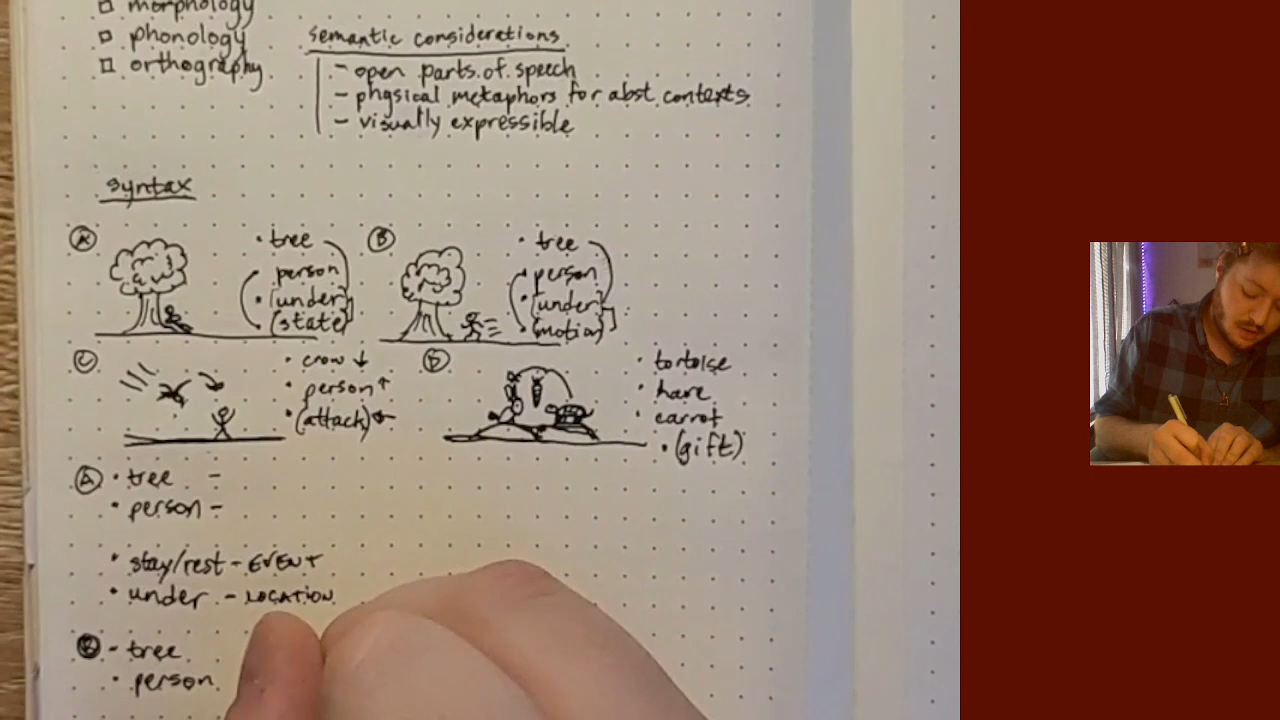 morphology
phonology
orthography
semantic considerations
- open parts of speech
- physical metaphors for abst contexts
- visually expressible
syntax
A
• tree
person
• (under)
(state)
B
• tree
person
• (under)
(motion)
C
• crow ↓
• person ↑
• (attack) ←
D
• tortoise
• hare
• carrot
• (gift)
A • tree -
• person -
• stay/rest - EVENT
• under - LOCATION
B - tree
• person